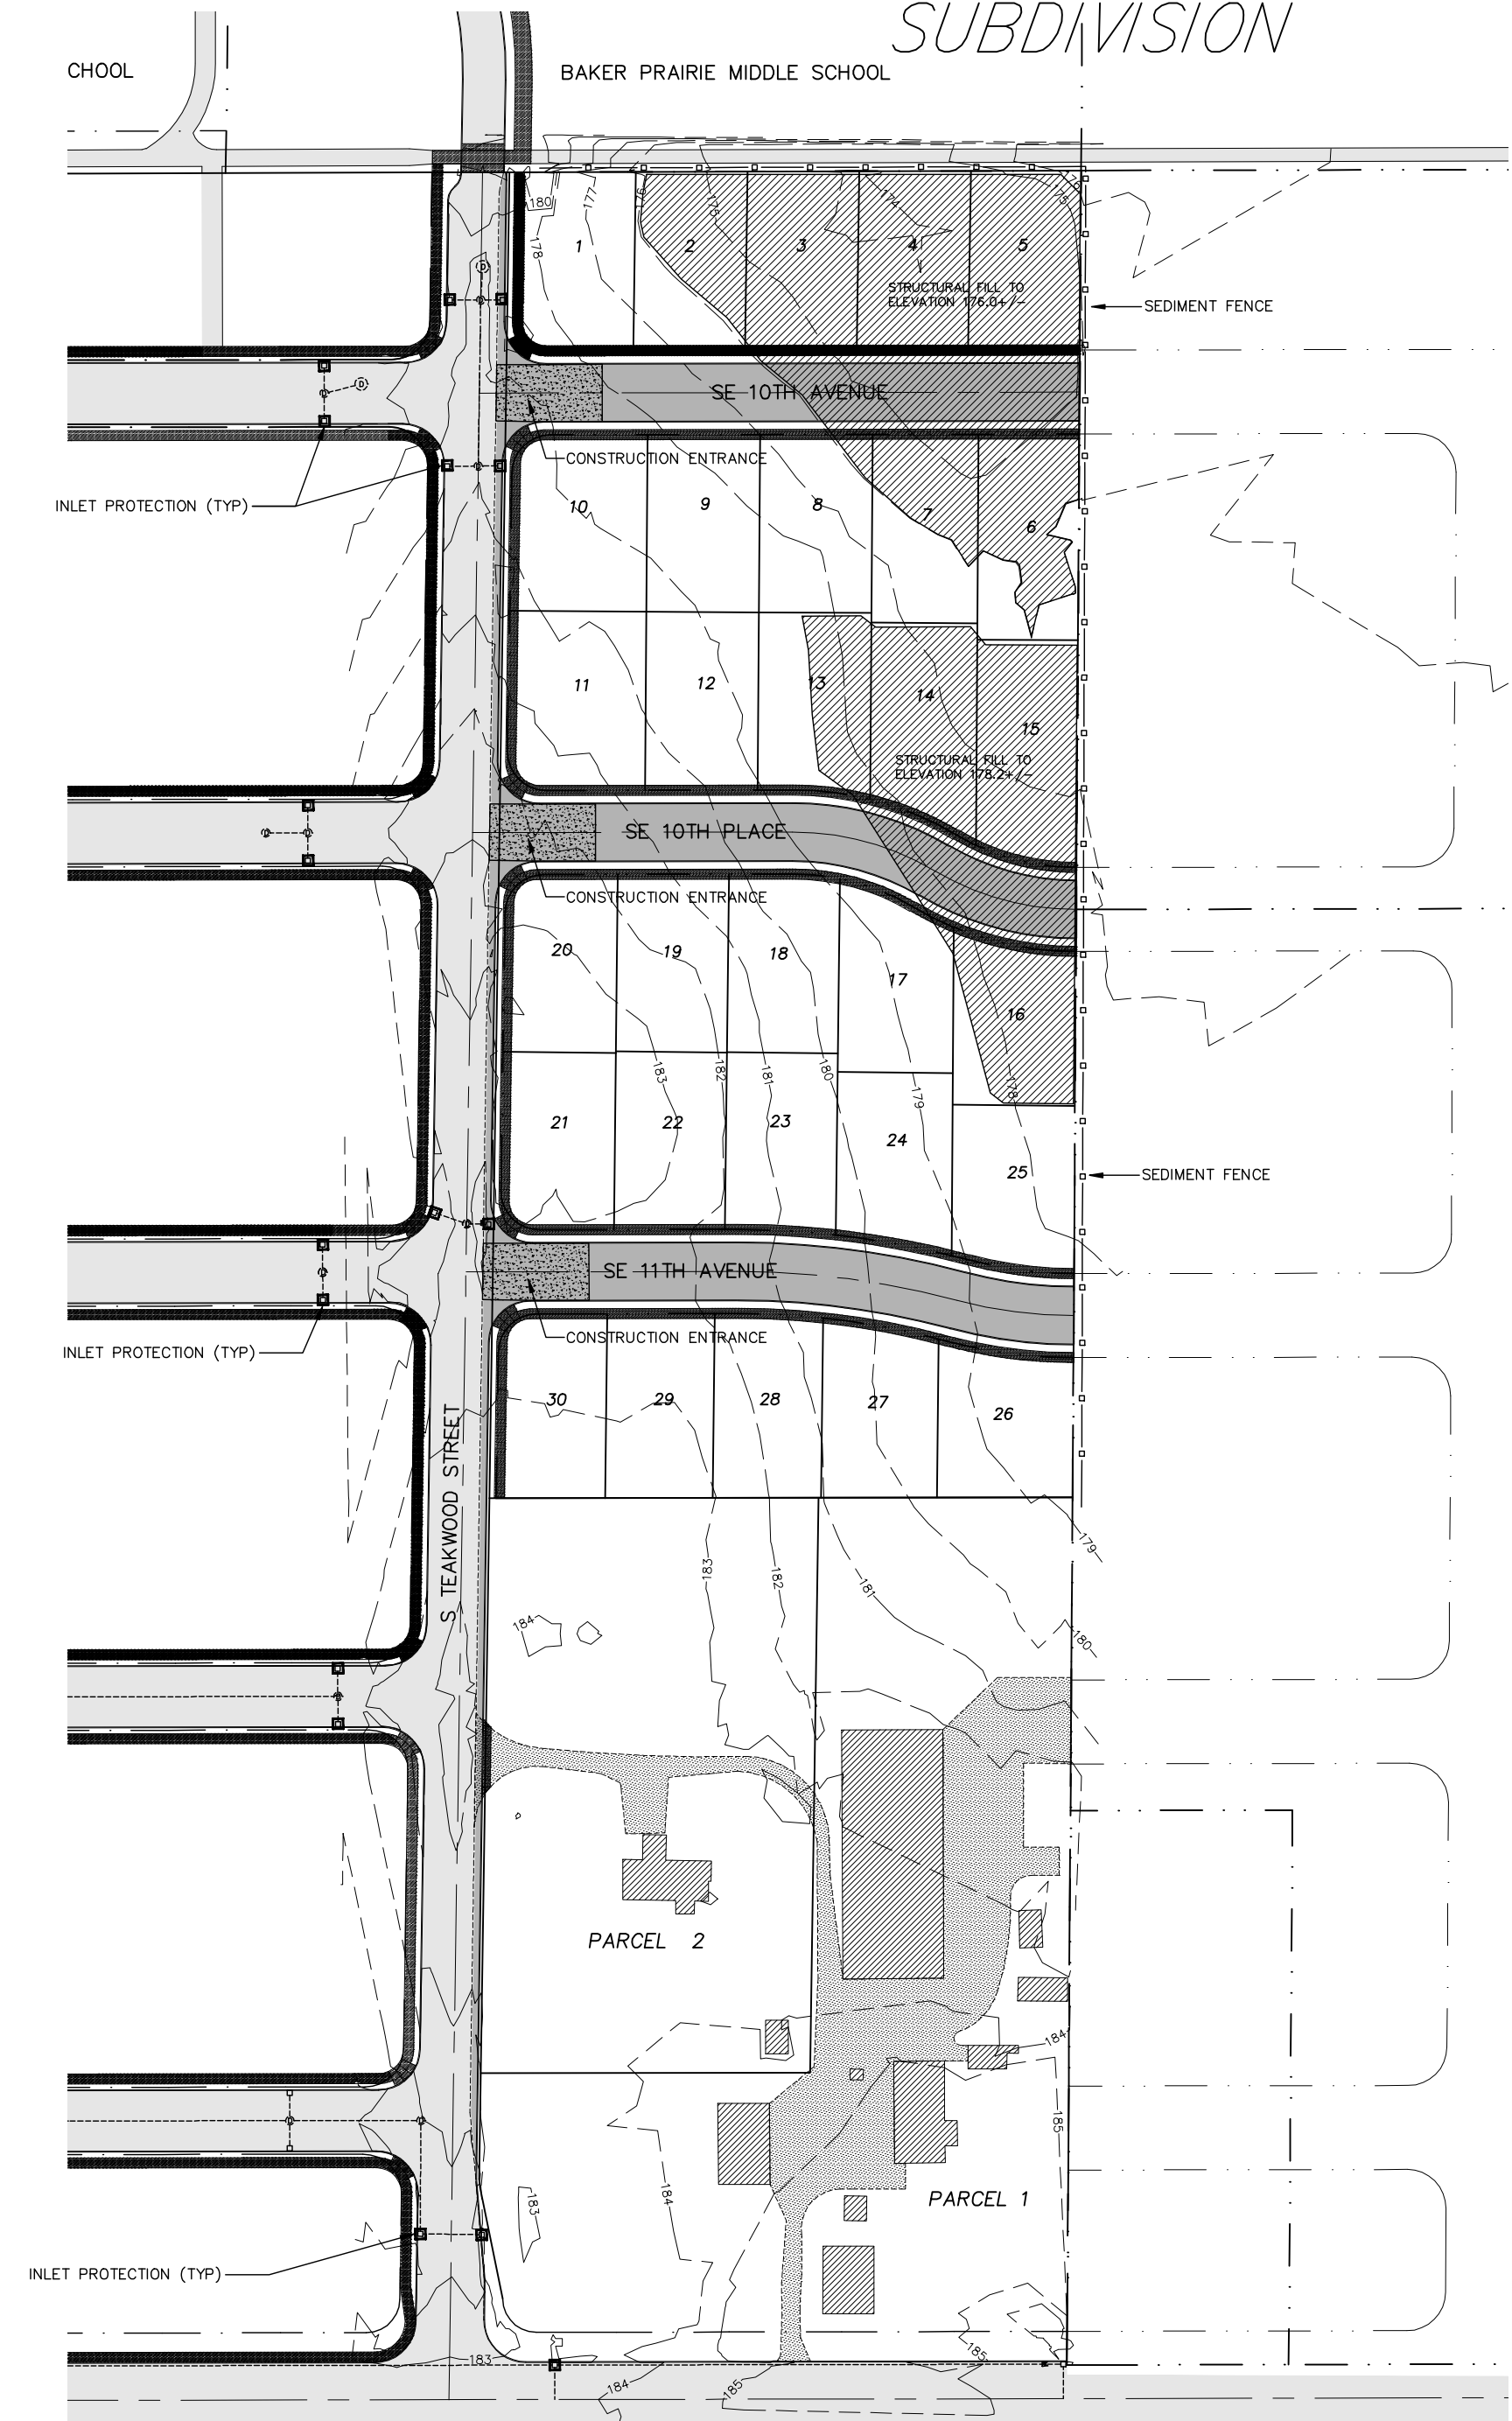 SUBDIVISION
CHOOL
BAKER PRAIRIE MIDDLE SCHOOL
180
177
176
175
174
175
178
1
2
3
4
5
STRUCTURAL FILL TO
ELEVATION 176.0+/-
SEDIMENT FENCE
D
D
SE 10TH AVENUE
CONSTRUCTION ENTRANCE
INLET PROTECTION (TYP)
10
9
8
7
6
11
12
13
14
15
STRUCTURAL FILL TO
ELEVATION 178.2+/-
SE 10TH PLACE
CONSTRUCTION ENTRANCE
20
19
18
17
16
183
182
181
180
179
178
21
22
23
24
25
SEDIMENT FENCE
SE 11TH AVENUE
CONSTRUCTION ENTRANCE
INLET PROTECTION (TYP)
30
29
28
27
26
S TEAKWOOD STREET
183
182
181
179
184
180
PARCEL 2
184
185
PARCEL 1
183
184
INLET PROTECTION (TYP)
183
184
185
185